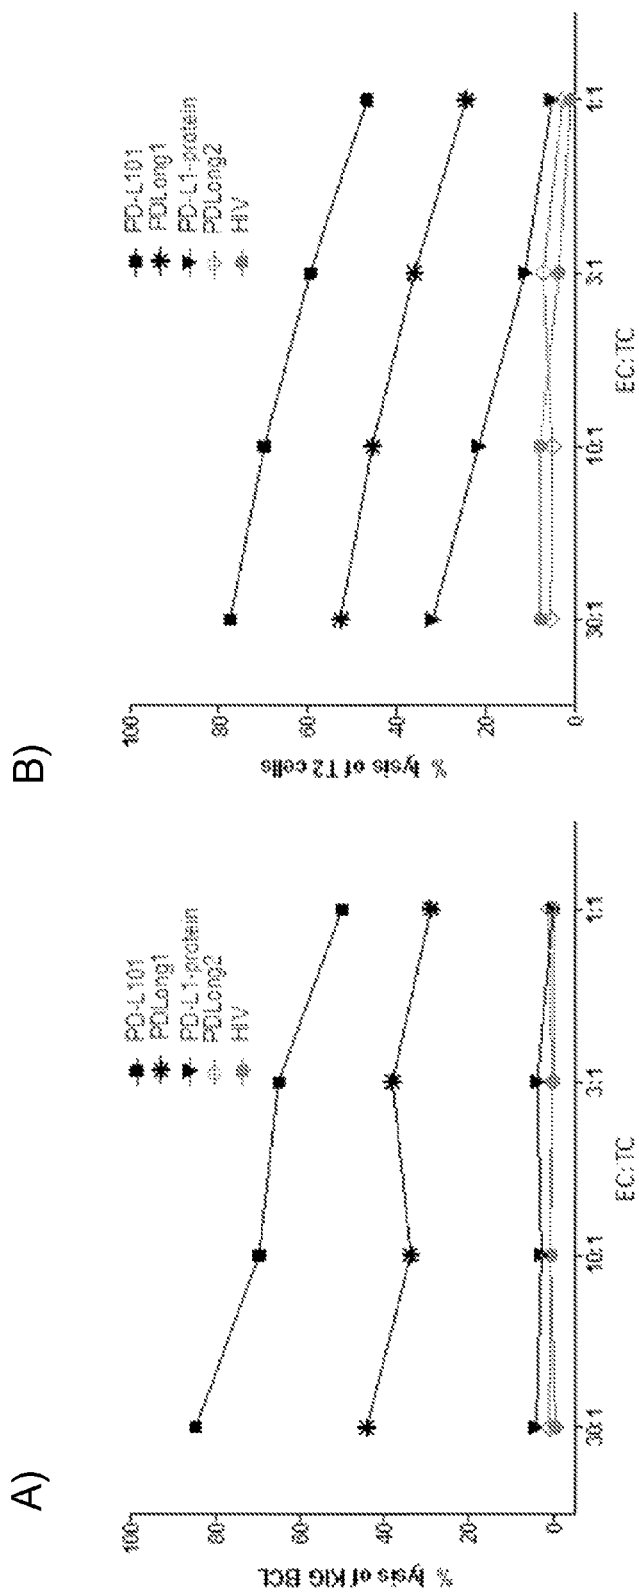 A)
% lysis of KIG BCL
100
80
60
40
20
0
30:1
10:1
3:1
1:1
EC:TC
PD-L101
PDLong1
PD-L1-protein
PDLong2
HIV
B)
% lysis of T2 cells
100
80
60
40
20
0
30:1
10:1
3:1
1:1
EC:TC
PD-L101
PDLong1
PD-L1-protein
PDLong2
HIV